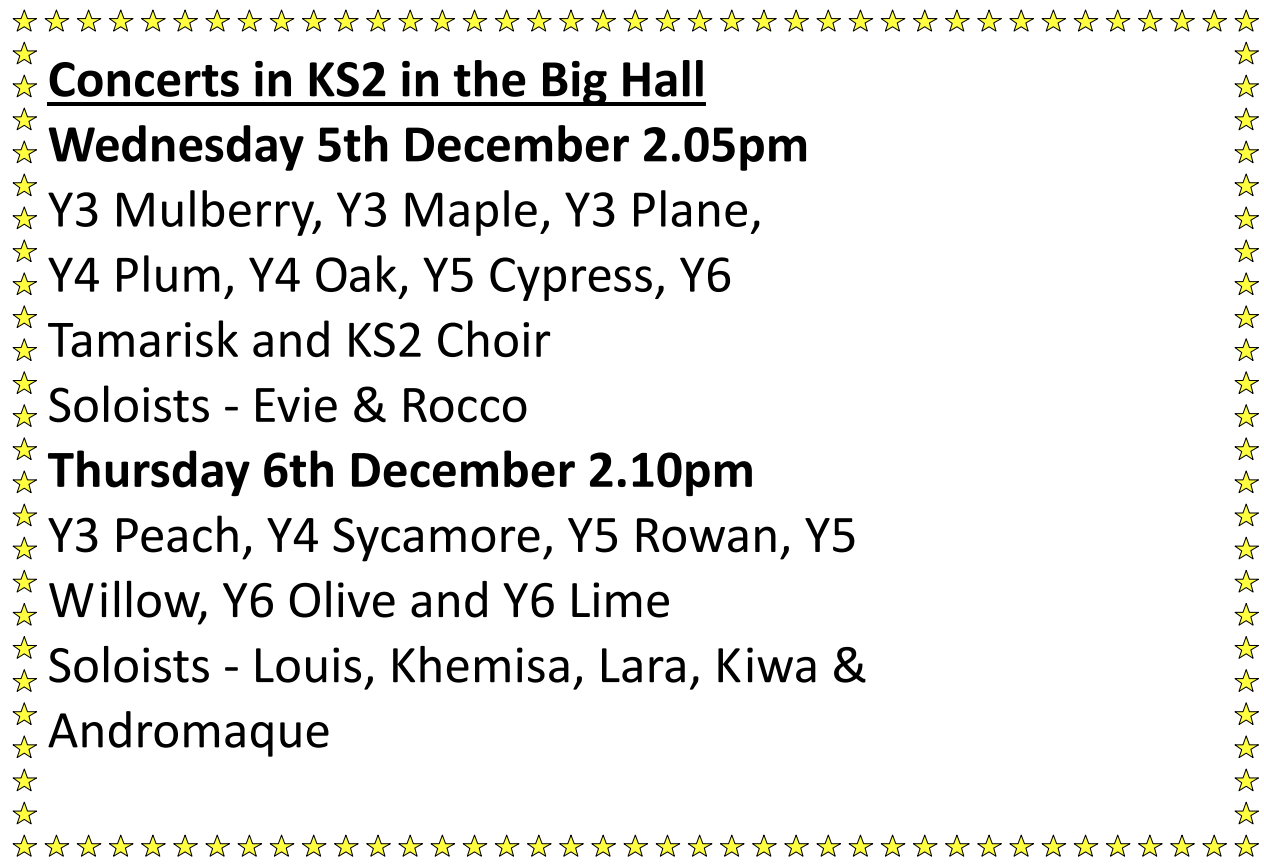 Concerts in KS2 in the Big Hall
Wednesday 5th December 2.05pm
Y3 Mulberry, Y3 Maple, Y3 Plane,
Y4 Plum, Y4 Oak, Y5 Cypress, Y6
Tamarisk and KS2 Choir
Soloists - Evie & Rocco
Thursday 6th December 2.10pm
Y3 Peach, Y4 Sycamore, Y5 Rowan, Y5
Willow, Y6 Olive and Y6 Lime
Soloists - Louis, Khemisa, Lara, Kiwa &
Andromaque